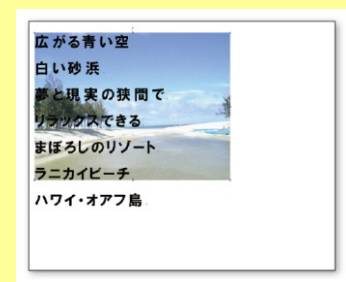 広がる青い空
白い砂浜
夢と現実の狭間で
リラックスできる
まぼろしのリゾート
ラニカイビーチ
ハワイ・オアフ島